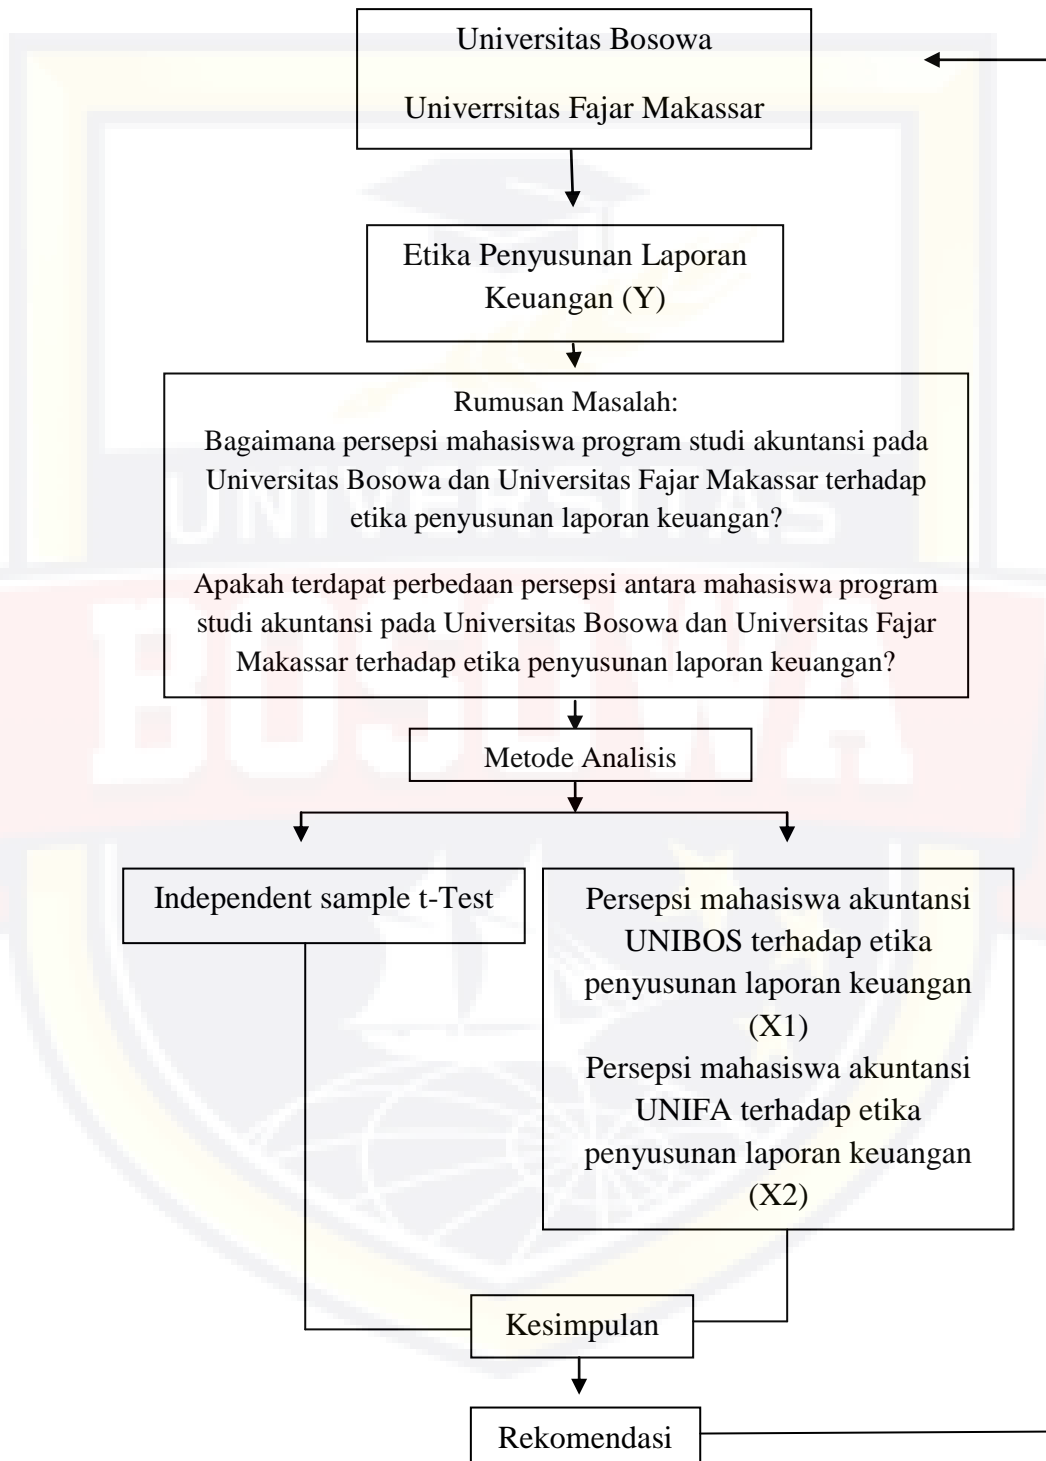 Universitas Bosowa
Univerrsitas Fajar Makassar
Etika Penyusunan Laporan
Keuangan (Y)
Rumusan Masalah:
Bagaimana persepsi mahasiswa program studi akuntansi pada
Universitas Bosowa dan Universitas Fajar Makassar terhadap
etika penyusunan laporan keuangan?
Apakah terdapat perbedaan persepsi antara mahasiswa program
studi akuntansi pada Universitas Bosowa dan Universitas Fajar
Makassar terhadap etika penyusunan laporan keuangan?
UNIVERSITAS
BOSOWA
Metode Analisis
Independent sample t-Test
Persepsi mahasiswa akuntansi
UNIBOS terhadap etika
penyusunan laporan keuangan
(X1)
Persepsi mahasiswa akuntansi
UNIFA terhadap etika
penyusunan laporan keuangan
(X2)
Kesimpulan
Rekomendasi